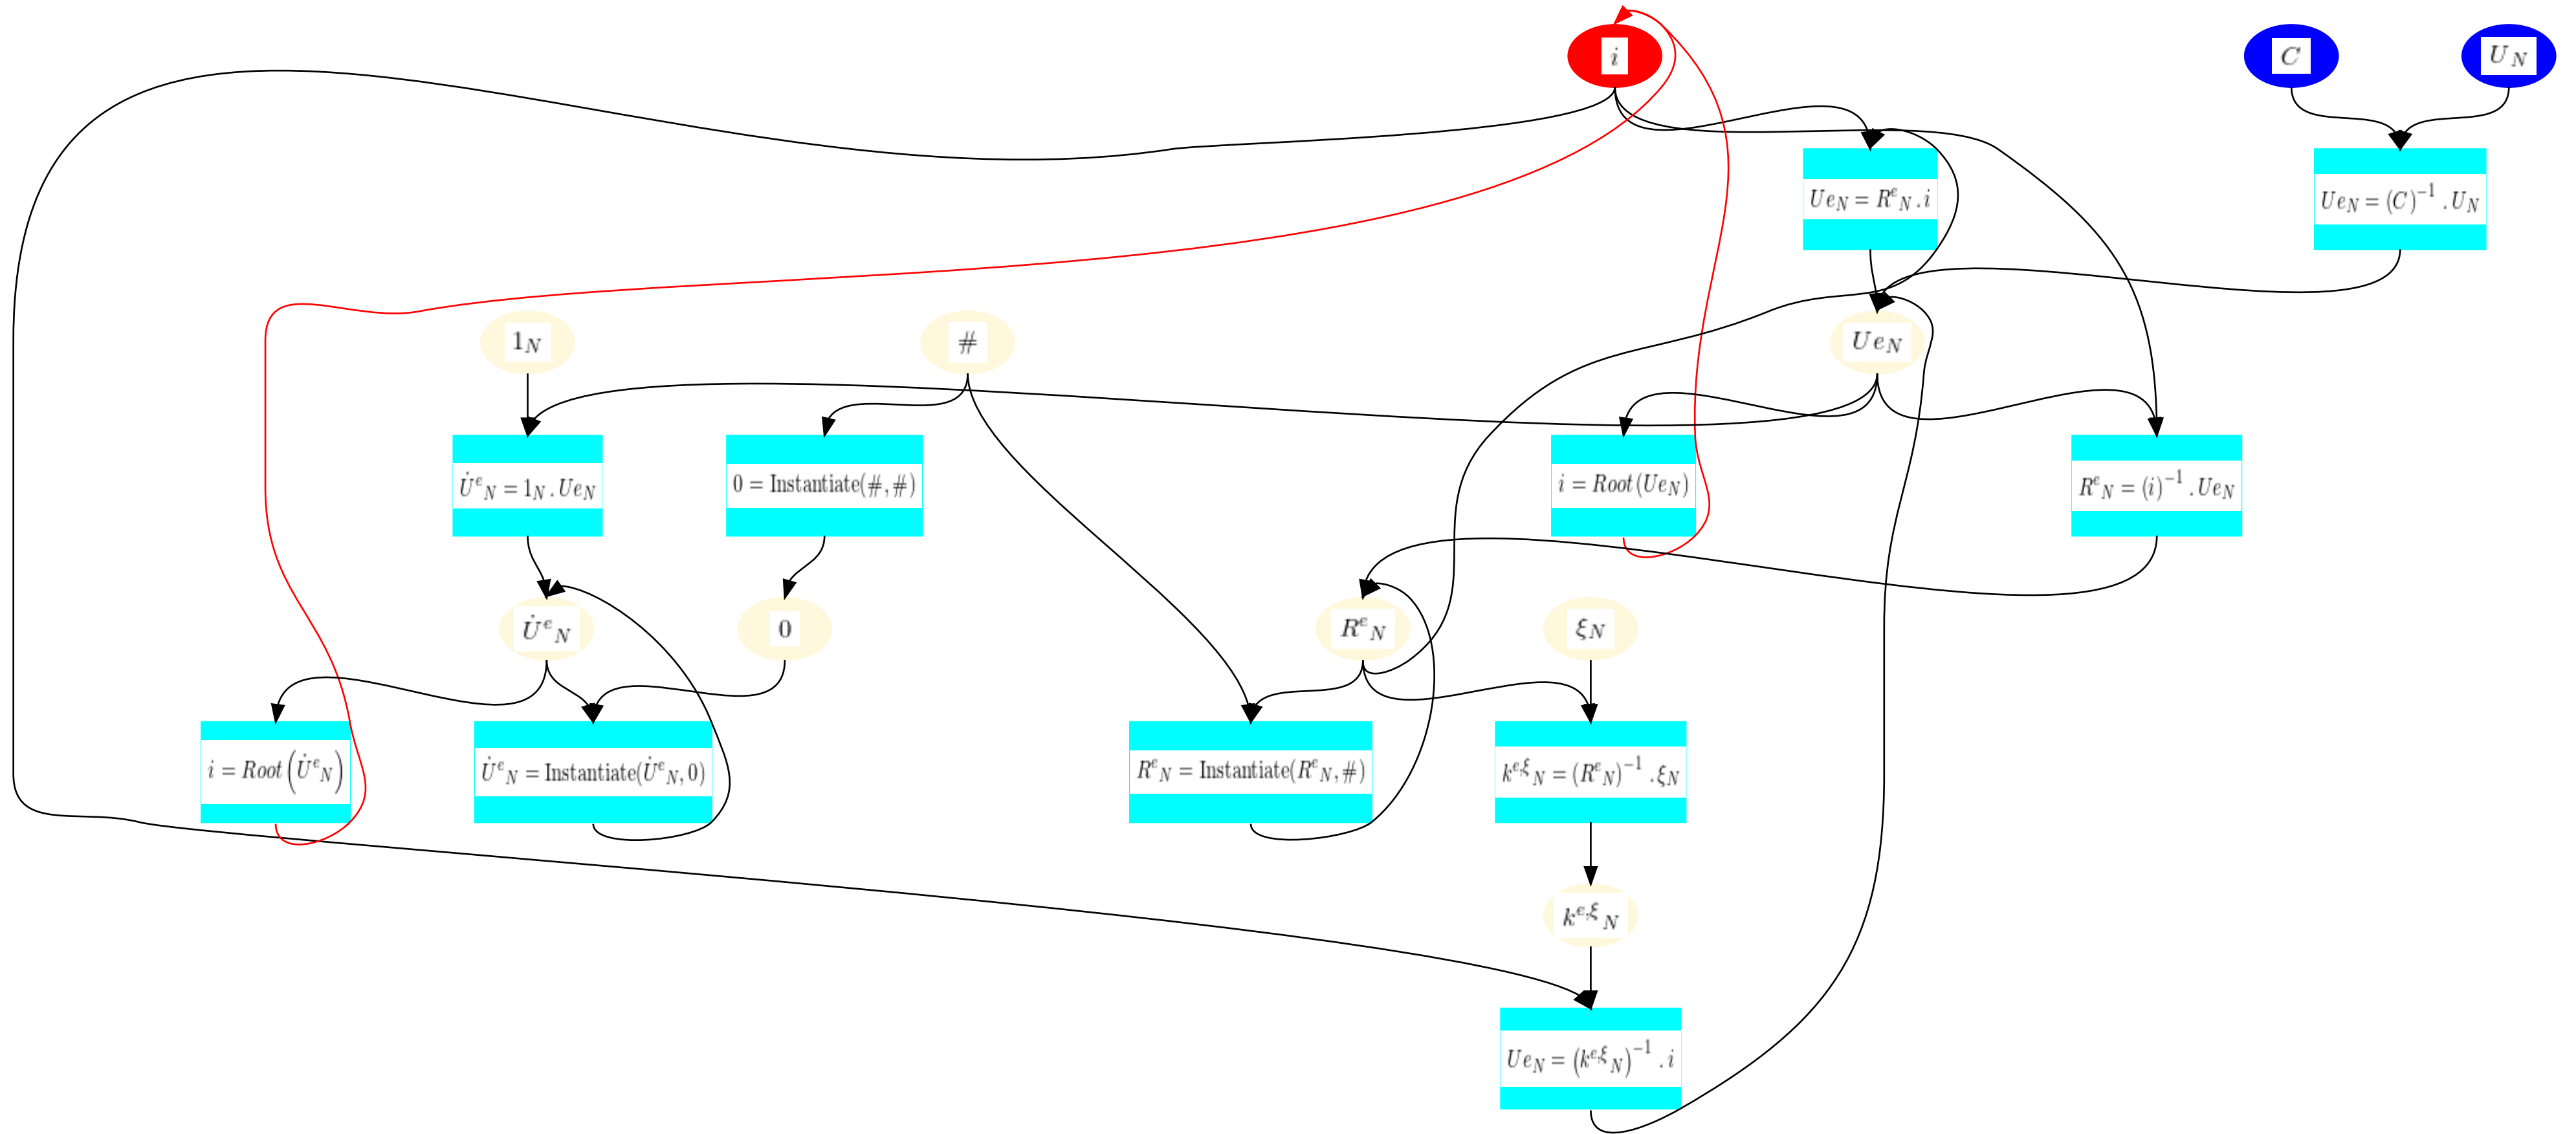 i
C
U_N
Ue_N = R^e_N . i
Ue_N = (C)^{-1} . U_N
1_N
#
Ue_N
U̇^e_N = 1_N . Ue_N
0 = Instantiate(#, #)
i = Root(Ue_N)
R^e_N = (i)^{-1} . Ue_N
U̇^e_N
0
R^e_N
ξ_N
i = Root(U̇^e_N)
U̇^e_N = Instantiate(U̇^e_N, 0)
R^e_N = Instantiate(R^e_N, #)
k^{e,ξ}_N = (R^e_N)^{-1} . ξ_N
k^{e,ξ}_N
Ue_N = (k^{e,ξ}_N)^{-1} . i